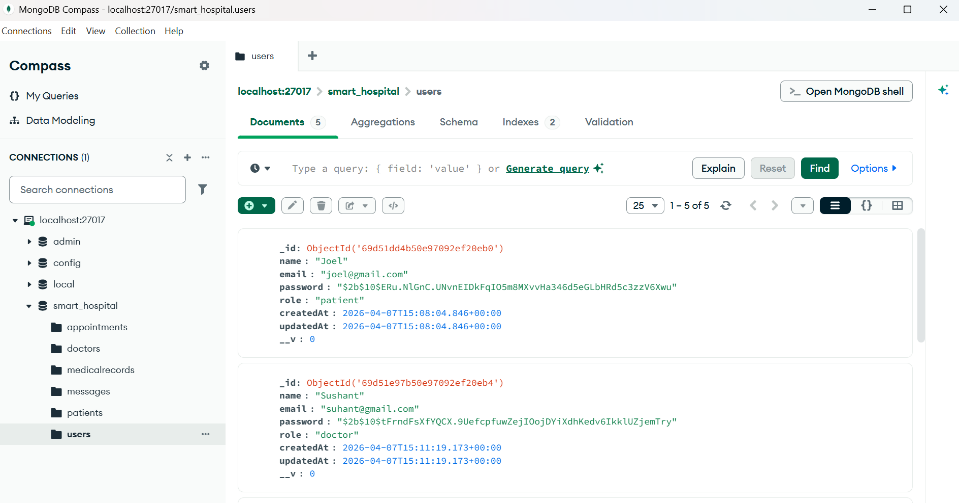 MongoDB Compass - localhost:27017/smart_hospital.users
Connections Edit View Collection Help
Compass
My Queries
Data Modeling
CONNECTIONS (1)
Search connections
localhost:27017
admin
config
local
smart_hospital
appointments
doctors
medicalrecords
messages
patients
users
users
localhost:27017 > smart_hospital > users
>_ Open MongoDB shell
Documents 5 Aggregations Schema Indexes 2 Validation
Type a query: { field: 'value' } or Generate query
Explain Reset Find Options
25 1 – 5 of 5
_id: ObjectId('69d51dd4b50e97092ef20eb0')
name : "Joel"
email : "joel@gmail.com"
password : "$2b$10$ERu.NlGnC.UNvnEIDkFqIO5m8MXvvHa346d5eGLbHRd5c3zzV6Xwu"
role : "patient"
createdAt : 2026-04-07T15:08:04.846+00:00
updatedAt : 2026-04-07T15:08:04.846+00:00
__v : 0
_id: ObjectId('69d51e97b50e97092ef20eb4')
name : "Sushant"
email : "suhant@gmail.com"
password : "$2b$10$tFrndFsXfYQCX.9UefcpfuwZejIOojDYiXdhKedv6IkklUZjemTry"
role : "doctor"
createdAt : 2026-04-07T15:11:19.173+00:00
updatedAt : 2026-04-07T15:11:19.173+00:00
__v : 0